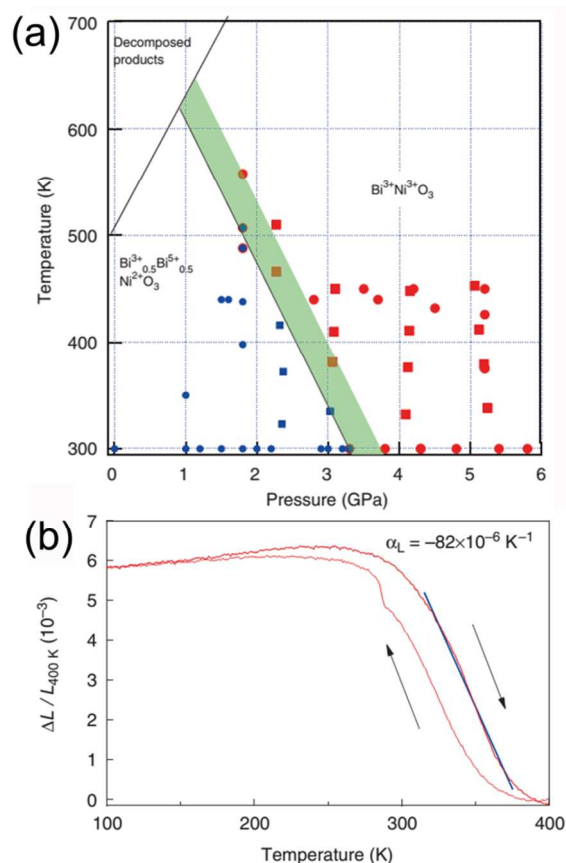 (a)
700
600
500
400
300
Temperature (K)
Decomposed
products
Bi³⁺Ni³⁺O₃
Bi³⁺₀.₅Bi⁵⁺₀.₅
Ni²⁺O₃
0 1 2 3 4 5 6
Pressure (GPa)
(b)
7
6
5
4
3
2
1
0
ΔL / L₄₀₀ K (10⁻³)
αL = −82×10⁻⁶ K⁻¹
100 200 300 400
Temperature (K)